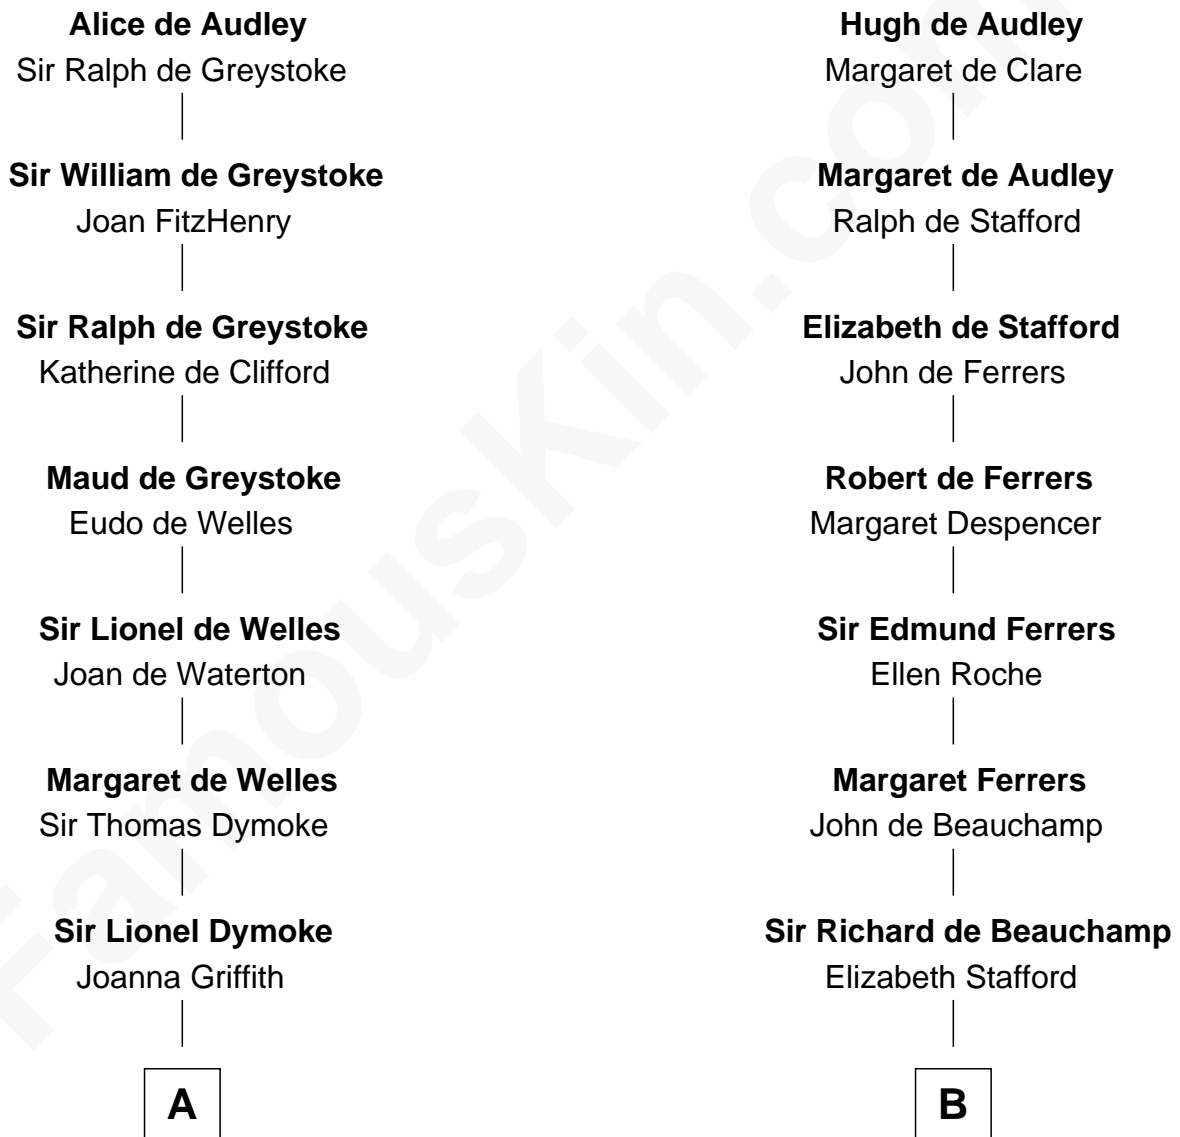 Alice de Audley
Sir Ralph de Greystoke
Sir William de Greystoke
Joan FitzHenry
Sir Ralph de Greystoke
Katherine de Clifford
Maud de Greystoke
Eudo de Welles
Sir Lionel de Welles
Joan de Waterton
Margaret de Welles
Sir Thomas Dymoke
Sir Lionel Dymoke
Joanna Griffith
A
Hugh de Audley
Margaret de Clare
Margaret de Audley
Ralph de Stafford
Elizabeth de Stafford
John de Ferrers
Robert de Ferrers
Margaret Despencer
Sir Edmund Ferrers
Ellen Roche
Margaret Ferrers
John de Beauchamp
Sir Richard de Beauchamp
Elizabeth Stafford
B
FamousKin.com